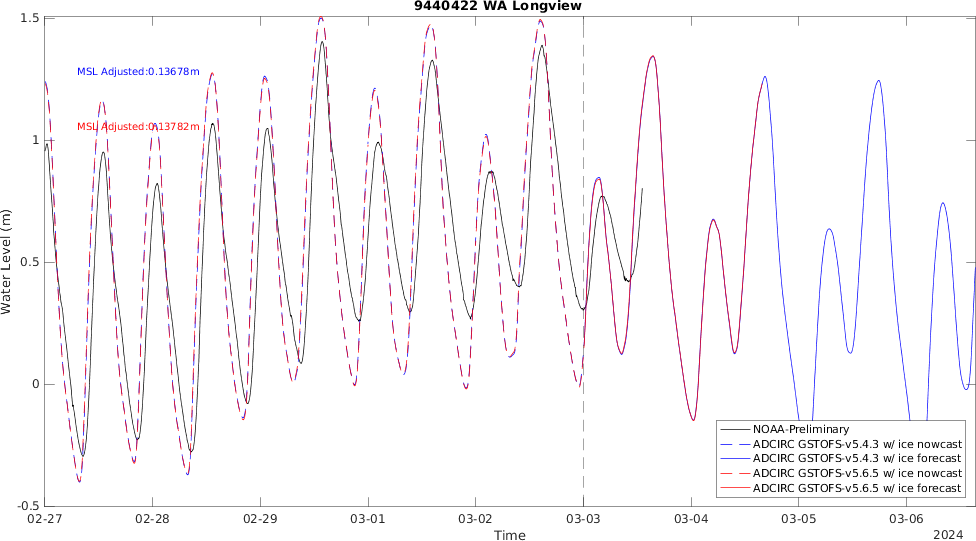 9440422 WA Longview
1.5
MSL Adjusted:0.13678m
MSL Adjusted:0.13782m
1
0.5
0
-0.5
Water Level (m)
NOAA-Preliminary
ADCIRC GSTOFS-v5.4.3 w/ ice nowcast
ADCIRC GSTOFS-v5.4.3 w/ ice forecast
ADCIRC GSTOFS-v5.6.5 w/ ice nowcast
ADCIRC GSTOFS-v5.6.5 w/ ice forecast
02-27 02-28 02-29 03-01 03-02 03-03 03-04 03-05 03-06
Time
2024